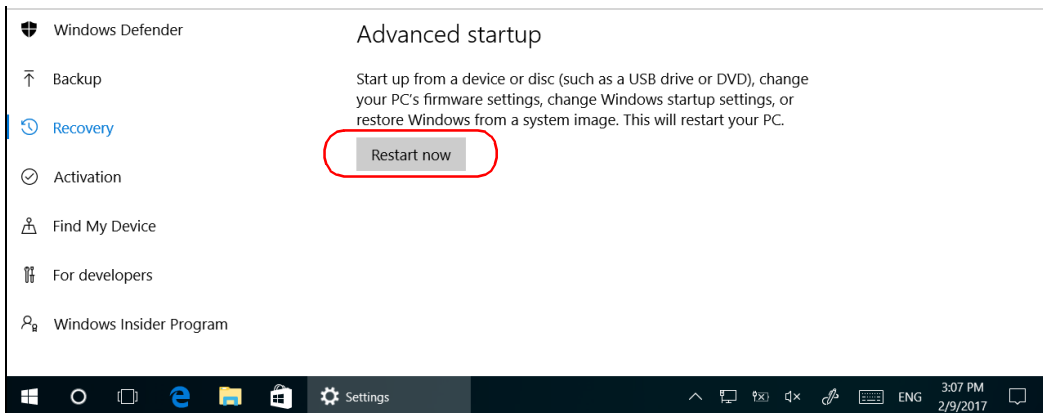 Windows Defender
Backup
Recovery
Activation
Find My Device
For developers
Windows Insider Program
Advanced startup
Start up from a device or disc (such as a USB drive or DVD), change
your PC's firmware settings, change Windows startup settings, or
restore Windows from a system image. This will restart your PC.
Restart now
Settings
ENG
3:07 PM
2/9/2017